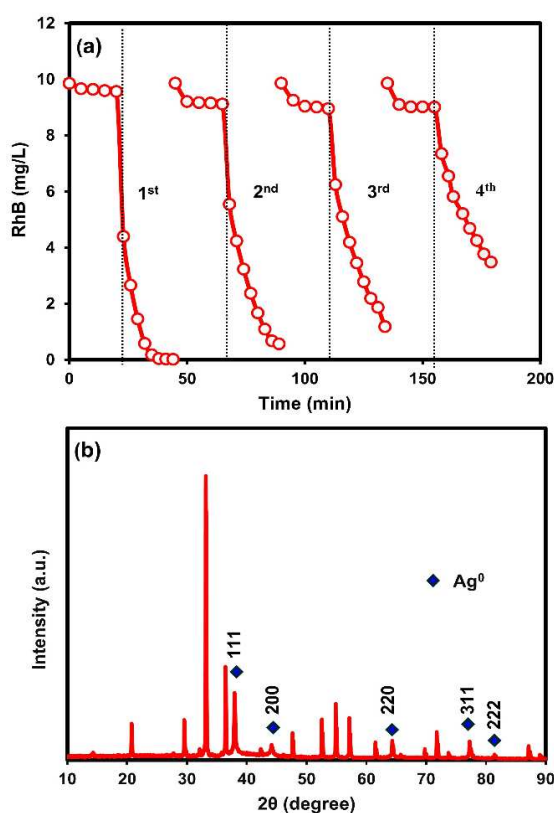 (a)
12
10
8
6
4
2
0
RhB (mg/L)
1st
2nd
3rd
4th
0 50 100 150 200
Time (min)
(b)
Intensity (a.u.)
Ag0
111
200
220
311
222
10 20 30 40 50 60 70 80 90
2θ (degree)